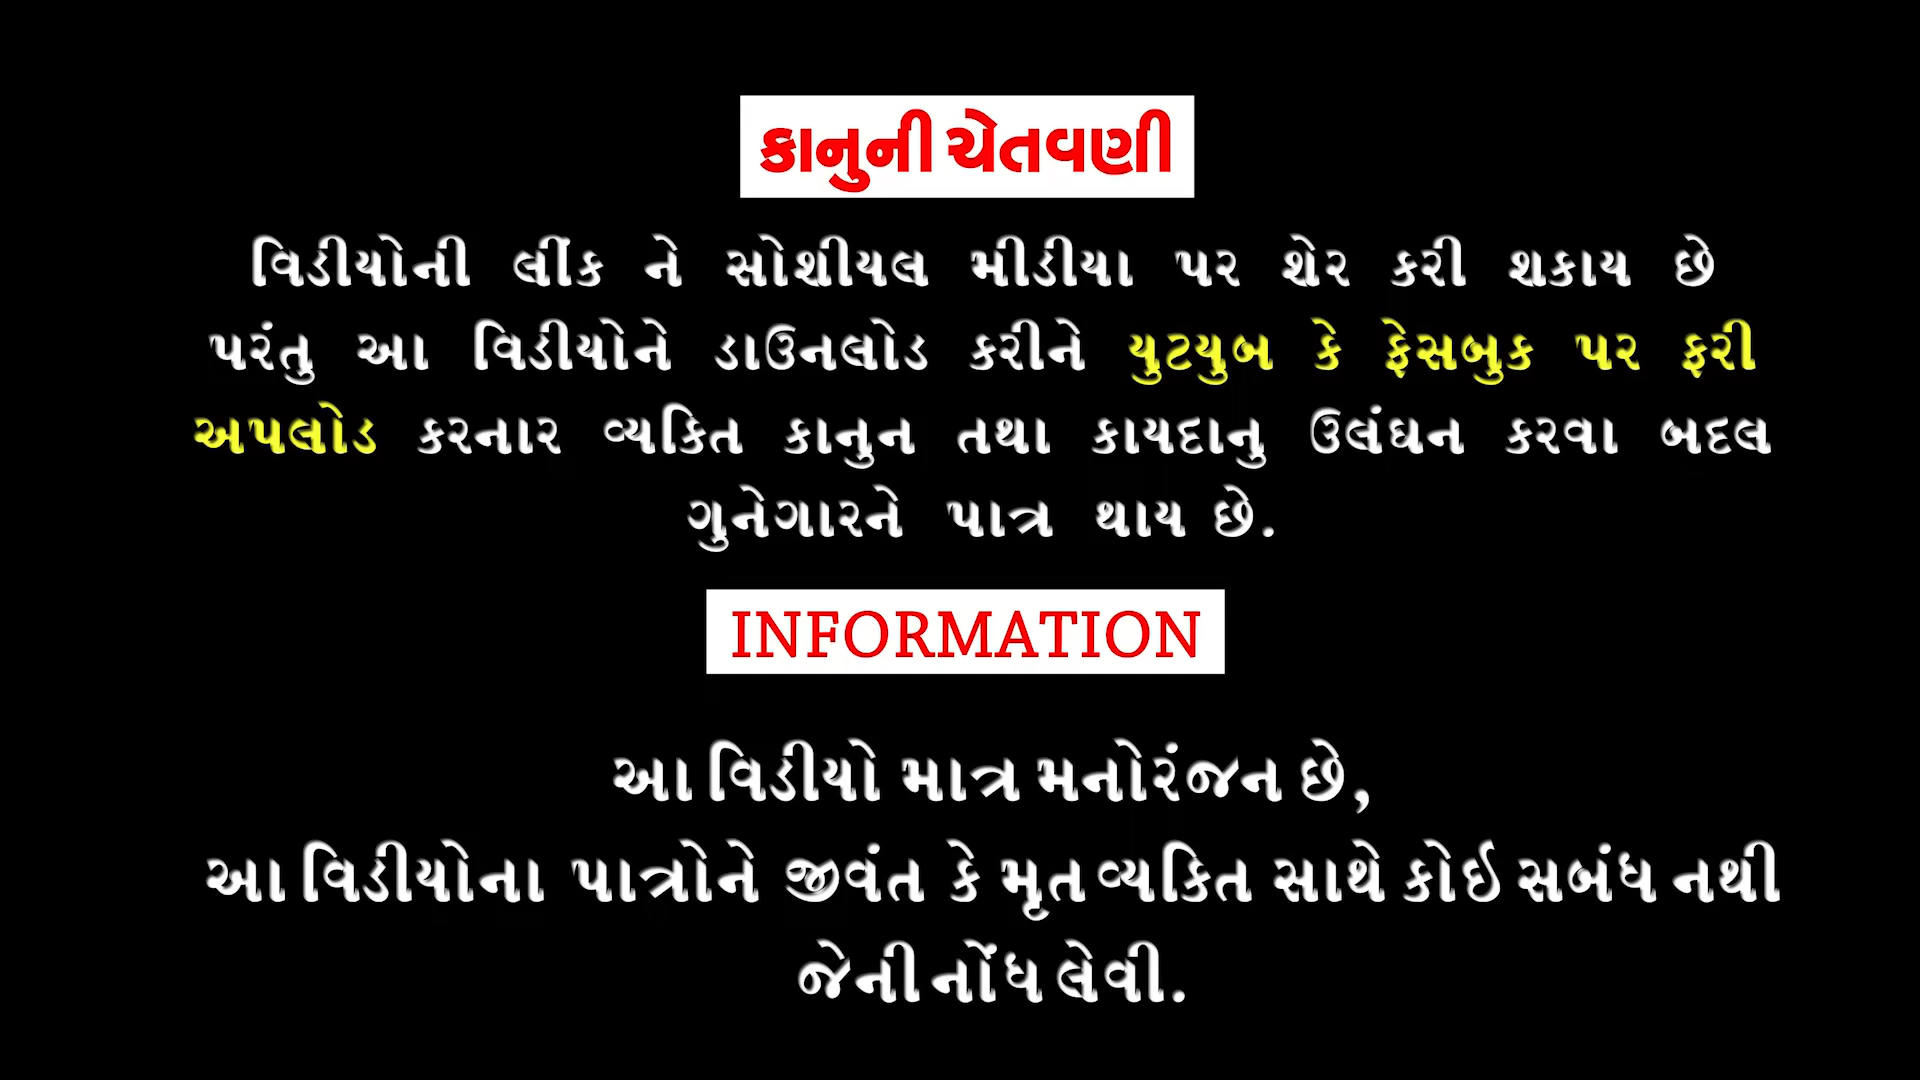 કાનુની ચેતવણી
વિડીયોની લીંક ને સોશીયલ મીડીયા પર શેર કરી શકાય છે
પરંતુ આ વિડીયોને ડાઉનલોડ કરીને યુટયુબ કે ફેસબુક પર ફરી
અપલોડ કરનાર વ્યકિત કાનુન તથા કાયદાનુ ઉલંઘન કરવા બદલ
ગુનેગારને પાત્ર થાય છે.
INFORMATION
આ વિડીયો માત્ર મનોરંજન છે,
આ વિડીયોના પાત્રોને જીવંત કે મૃત વ્યકિત સાથે કોઇ સબંધ નથી
જેની નોંધ લેવી.